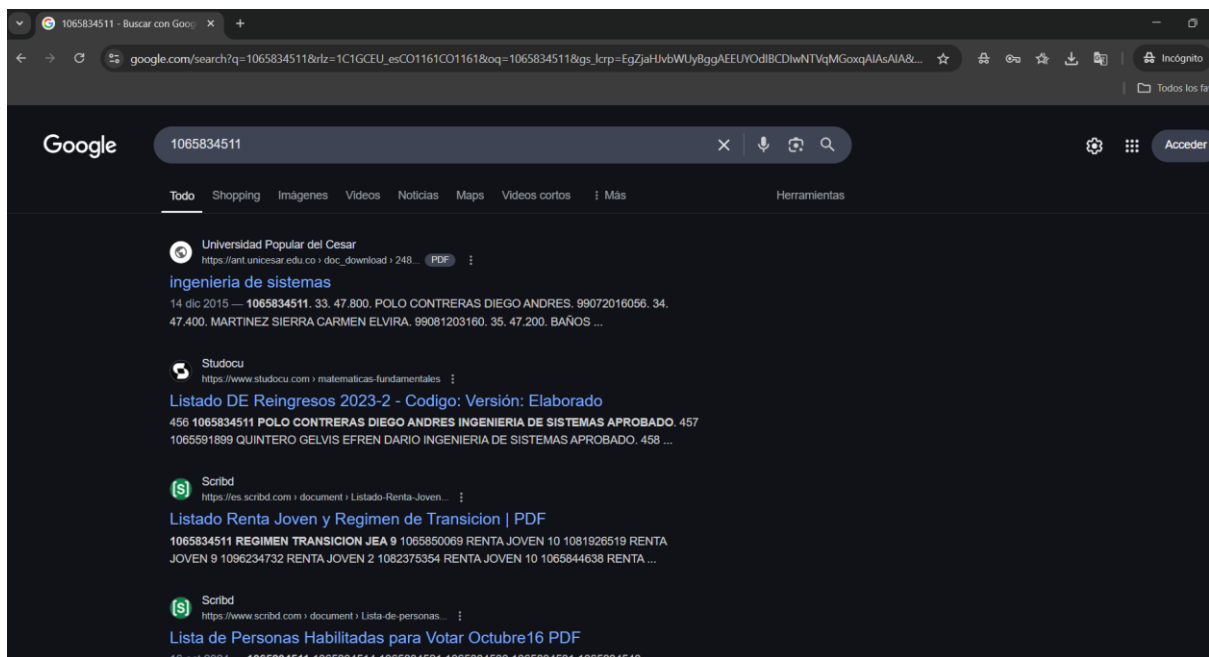 1065834511 - Buscar con Goog
google.com/search?q=1065834511&rlz=1C1GCEU_esCO1161CO1161&oq=1065834511&gs_lcrp=EgZjaHJvbWUyBggAEEUYOdIBCDIwNTVqMGoxqAIAsAIA&...
Incógnito
Todos los fa
Google
1065834511
Acceder
Todo Shopping Imágenes Videos Noticias Maps Videos cortos Más Herramientas
Universidad Popular del Cesar
https://ant.unicesar.edu.co › doc_download › 248... PDF
ingenieria de sistemas
14 dic 2015 — 1065834511. 33. 47.800. POLO CONTRERAS DIEGO ANDRES. 99072016056. 34.
47.400. MARTINEZ SIERRA CARMEN ELVIRA. 99081203160. 35. 47.200. BAÑOS ...
Studocu
https://www.studocu.com › matematicas-fundamentales
Listado DE Reingresos 2023-2 - Codigo: Versión: Elaborado
456 1065834511 POLO CONTRERAS DIEGO ANDRES INGENIERIA DE SISTEMAS APROBADO. 457
1065591899 QUINTERO GELVIS EFREN DARIO INGENIERIA DE SISTEMAS APROBADO. 458 ...
Scribd
https://es.scribd.com › document › Listado-Renta-Joven...
Listado Renta Joven y Regimen de Transicion | PDF
1065834511 REGIMEN TRANSICION JEA 9 1065850069 RENTA JOVEN 10 1081926519 RENTA
JOVEN 9 1096234732 RENTA JOVEN 2 1082375354 RENTA JOVEN 10 1065844638 RENTA ...
Scribd
https://www.scribd.com › document › Lista-de-personas...
Lista de Personas Habilitadas para Votar Octubre16 PDF